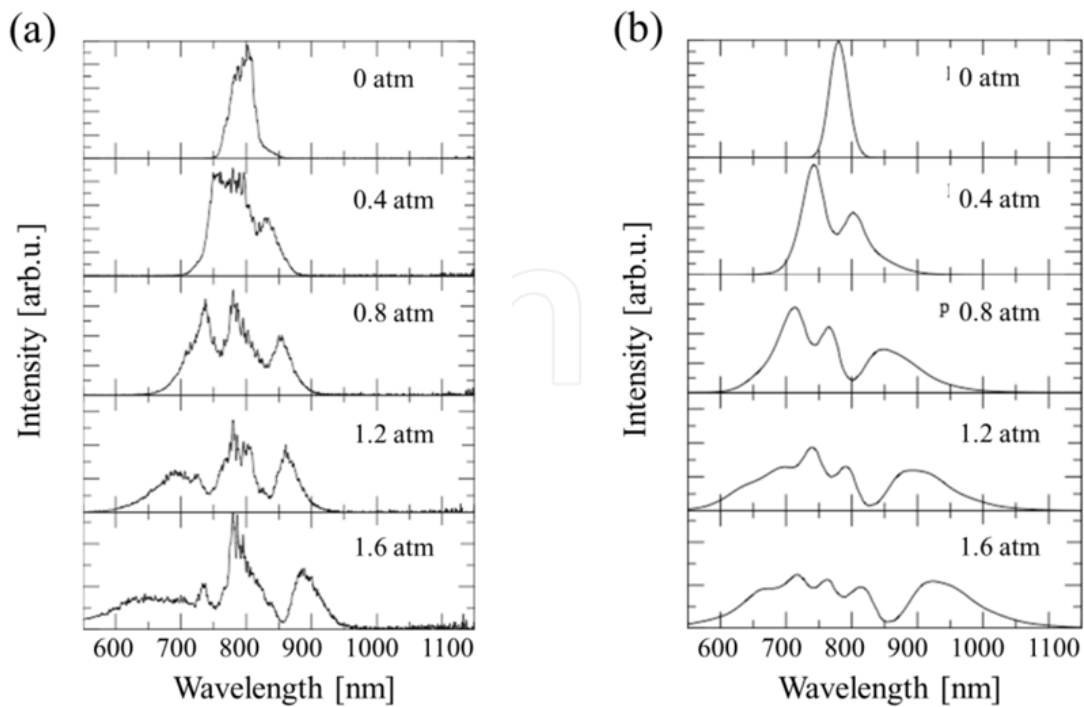 (a)
Intensity [arb.u.]
0 atm
0.4 atm
0.8 atm
1.2 atm
1.6 atm
600 700 800 900 1000 1100
Wavelength [nm]
(b)
Intensity [arb.u.]
0 atm
0.4 atm
P 0.8 atm
1.2 atm
1.6 atm
600 700 800 900 1000 1100
Wavelength [nm]